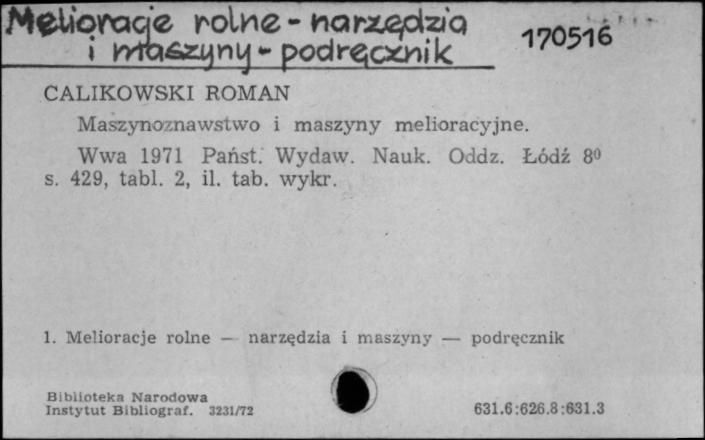 Melioracje rolne - narzędzia
i maszyny - podręcznik
170516
CALIKOWSKI ROMAN
Maszynoznawstwo i maszyny melioracyjne.
Wwa 1971 Państ. Wydaw. Nauk. Oddz. Łódź 8⁰
s. 429, tabl. 2, il. tab. wykr.
1. Melioracje rolne — narzędzia i maszyny — podręcznik
Biblioteka Narodowa
Instytut Bibliograf. 3231/72
631.6:626.8:631.3